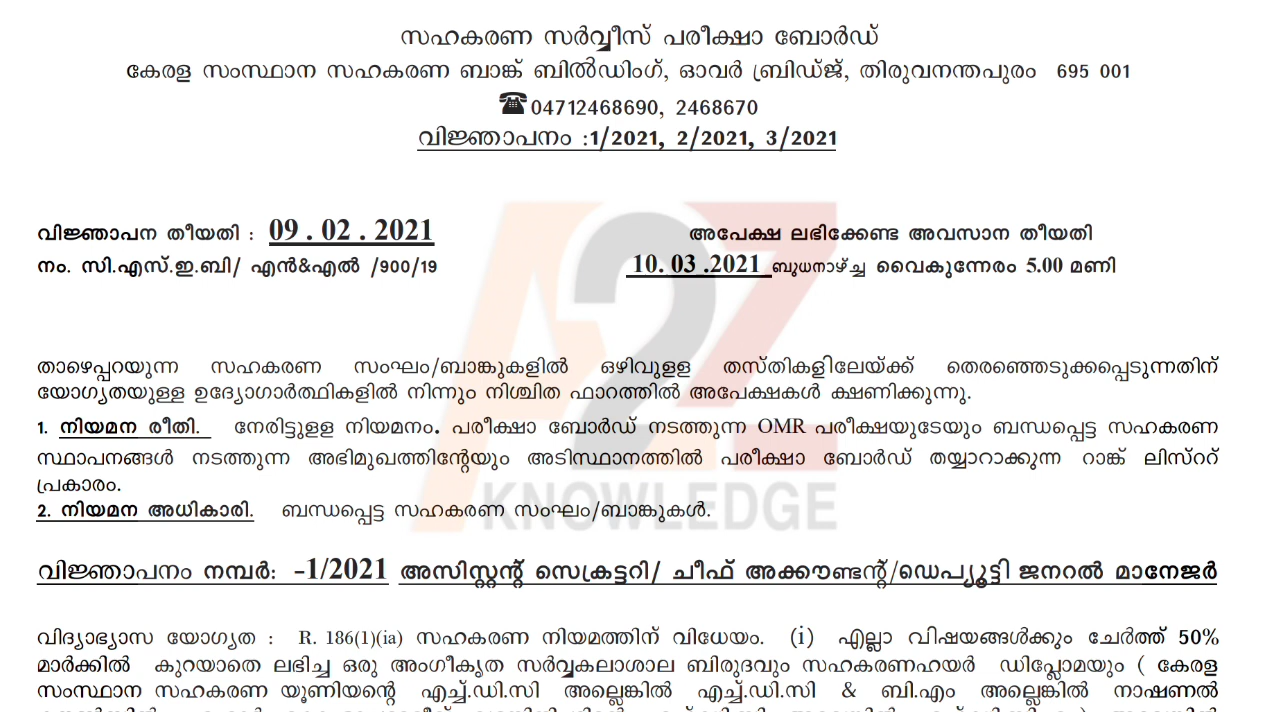 സഹകരണ സർവ്വീസ് പരീക്ഷാ ബോർഡ്
കേരള സംസ്ഥാന സഹകരണ ബാങ്ക് ബിൽഡിംഗ്, ഓവർ ബ്രിഡ്ജ്, തിരുവനന്തപുരം 695 001
☎04712468690, 2468670
വിജ്ഞാപനം :1/2021, 2/2021, 3/2021
വിജ്ഞാപന തീയതി : 09 . 02 . 2021 അപേക്ഷ ലഭിക്കേണ്ട അവസാന തീയതി
നം. സി.എസ്.ഇ.ബി/ എൻ&എൽ /900/19 10. 03 .2021 ബുധനാഴ്ച്ച വൈകുന്നേരം 5.00 മണി
താഴെപ്പറയുന്ന സഹകരണ സംഘം/ബാങ്കുകളിൽ ഒഴിവുളള തസ്തികളിലേയ്ക്ക് തെരഞ്ഞെടുക്കപ്പെടുന്നതിന്
യോഗ്യതയുള്ള ഉദ്യോഗാർത്ഥികളിൽ നിന്നും നിശ്ചിത ഫാറത്തിൽ അപേക്ഷകൾ ക്ഷണിക്കുന്നു.
1. നിയമന രീതി. നേരിട്ടുളള നിയമനം. പരീക്ഷാ ബോർഡ് നടത്തുന്ന OMR പരീക്ഷയുടേയും ബന്ധപ്പെട്ട സഹകരണ
സ്ഥാപനങ്ങൾ നടത്തുന്ന അഭിമുഖത്തിന്റേയും അടിസ്ഥാനത്തിൽ പരീക്ഷാ ബോർഡ് തയ്യാറാക്കുന്ന റാങ്ക് ലിസ്ററ്
പ്രകാരം.
2. നിയമന അധികാരി. ബന്ധപ്പെട്ട സഹകരണ സംഘം/ബാങ്കുകൾ.
A2Z
KNOWLEDGE
വിജ്ഞാപനം നമ്പർ: -1/2021 അസിസ്റ്റന്റ് സെക്രട്ടറി/ ചീഫ് അക്കൗണ്ടന്റ്/ഡെപ്യൂട്ടി ജനറൽ മാനേജർ
വിദ്യാഭ്യാസ യോഗ്യത : R. 186(1)(ia) സഹകരണ നിയമത്തിന് വിധേയം. (i) എല്ലാ വിഷയങ്ങൾക്കും ചേർത്ത് 50%
മാർക്കിൽ കുറയാതെ ലഭിച്ച ഒരു അംഗീകൃത സർവ്വകലാശാല ബിരുദവും സഹകരണഹയർ ഡിപ്ലോമയും ( കേരള
സംസ്ഥാന സഹകരണ യൂണിയന്റെ എച്ച്.ഡി.സി അല്ലെങ്കിൽ എച്ച്.ഡി.സി & ബി.എം അല്ലെങ്കിൽ നാഷണൽ